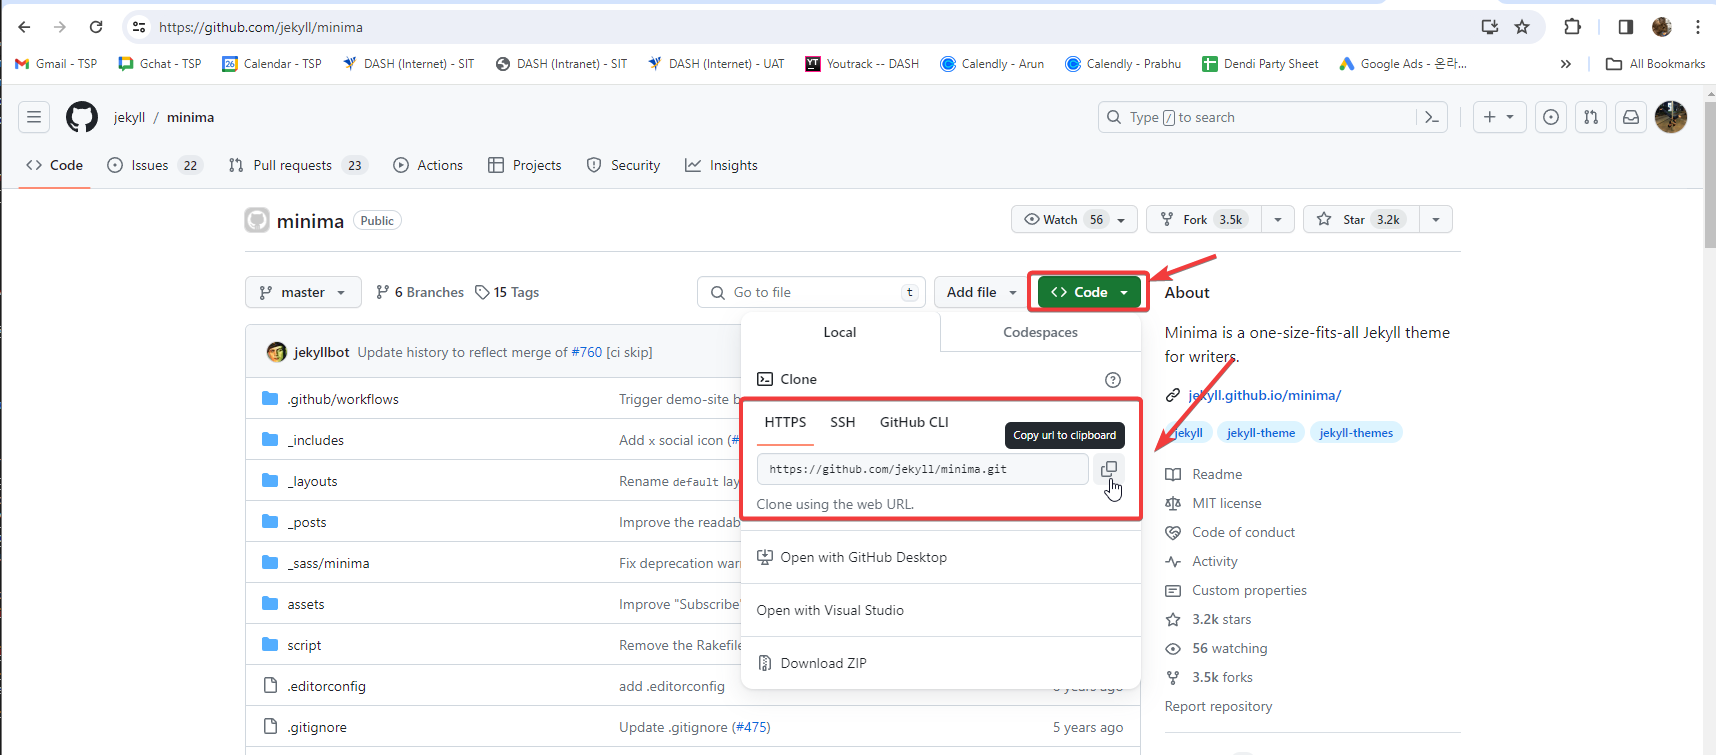 https://github.com/jekyll/minima
Gmail - TSP Gchat - TSP 26 Calendar - TSP DASH (Internet) - SIT DASH (Intranet) - SIT DASH (Internet) - UAT YT Youtrack -- DASH Calendly - Arun Calendly - Prabhu Dendi Party Sheet Google Ads - 온라... » All Bookmarks
jekyll / minima Type / to search
Code Issues 22 Pull requests 23 Actions Projects Security Insights
minima Public Watch 56 Fork 3.5k Star 3.2k
master 6 Branches 15 Tags Go to file t Add file <> Code About
Local Codespaces
Minima is a one-size-fits-all Jekyll theme
for writers.
jekyllbot Update history to reflect merge of #760 [ci skip]
Clone
jekyll.github.io/minima/
.github/workflows Trigger demo-site b
HTTPS SSH GitHub CLI
Copy url to clipboard
jekyll jekyll-theme jekyll-themes
_includes Add x social icon (#
https://github.com/jekyll/minima.git
Readme
_layouts Rename default lay
Clone using the web URL.
MIT license
_posts Improve the readab
Code of conduct
Open with GitHub Desktop
_sass/minima Fix deprecation warn
Activity
Custom properties
assets Improve "Subscribe"
Open with Visual Studio
3.2k stars
script Remove the Rakefile
56 watching
Download ZIP
3.5k forks
.editorconfig add .editorconfig 6 years ago
Report repository
.gitignore Update .gitignore (#475) 5 years ago